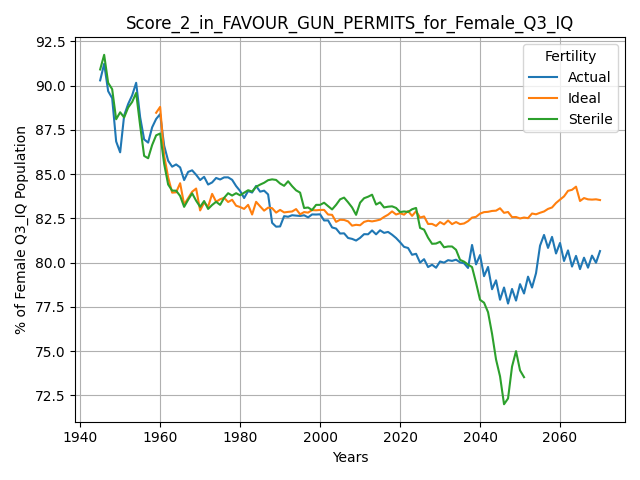 Score_2_in_FAVOUR_GUN_PERMITS_for_Female_Q3_IQ
% of Female Q3_IQ Population
92.5
90.0
87.5
85.0
82.5
80.0
77.5
75.0
72.5
Fertility
Actual
Ideal
Sterile
1940
1960
1980
2000
2020
2040
2060
Years